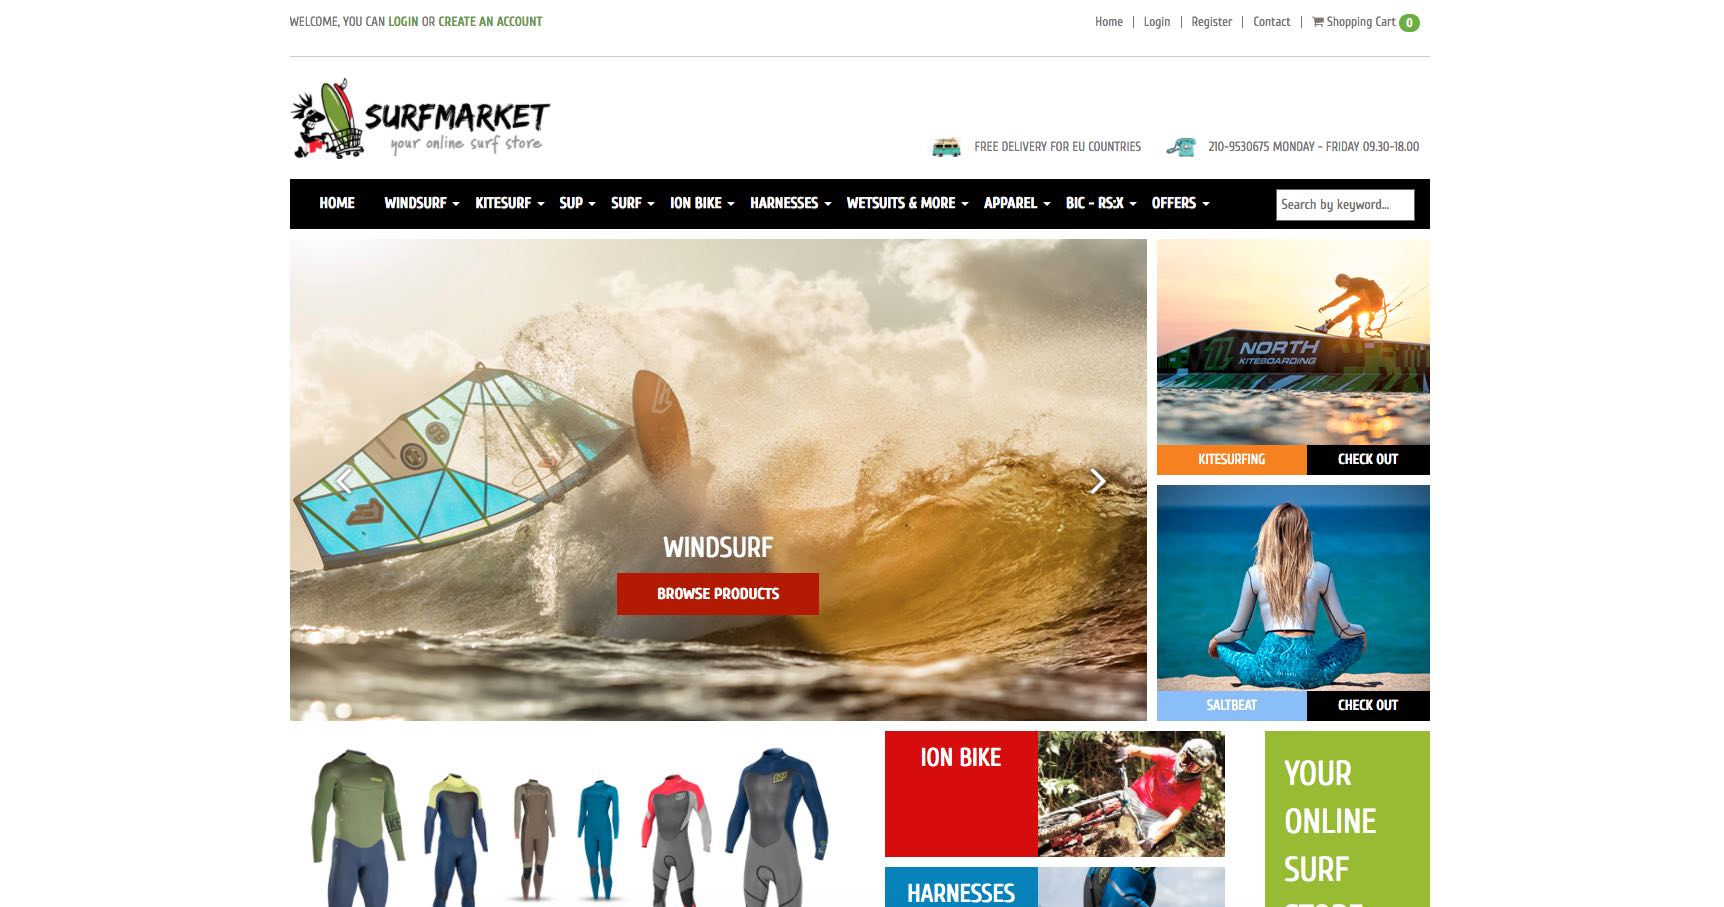 WELCOME, YOU CAN LOGIN OR CREATE AN ACCOUNT
Home | Login | Register | Contact | Shopping Cart 0
SURFMARKET
your online surf store
FREE DELIVERY FOR EU COUNTRIES
210-9530675 MONDAY - FRIDAY 09.30-18.00
HOME WINDSURF KITESURF SUP SURF ION BIKE HARNESSES WETSUITS & MORE APPAREL BIC - RS:X OFFERS
Search by keyword...
WINDSURF
BROWSE PRODUCTS
NORTH
KITEBOARDING
KITESURFING CHECK OUT
SALTBEAT CHECK OUT
ION BIKE
HARNESSES
YOUR
ONLINE
SURF
STORE